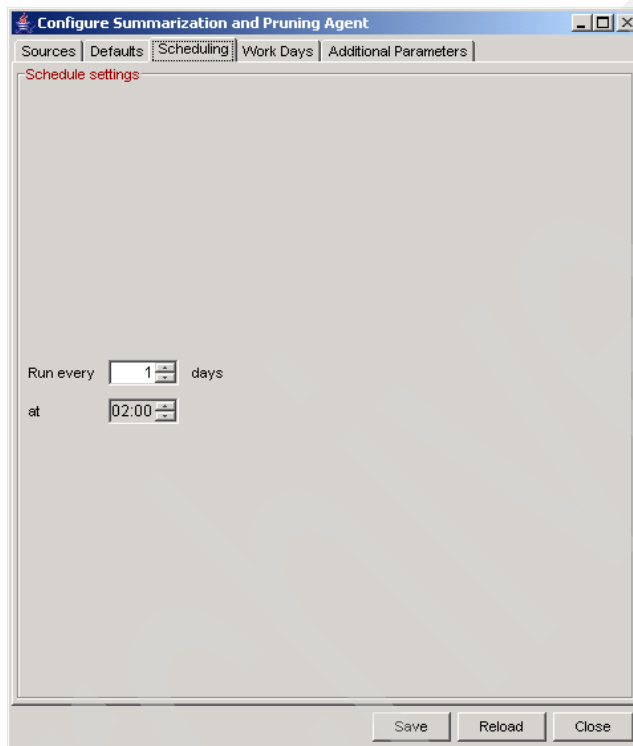 Configure Summarization and Pruning Agent
Sources Defaults Scheduling Work Days Additional Parameters
Schedule settings
Run every 1 days
at 02:00
Save Reload Close